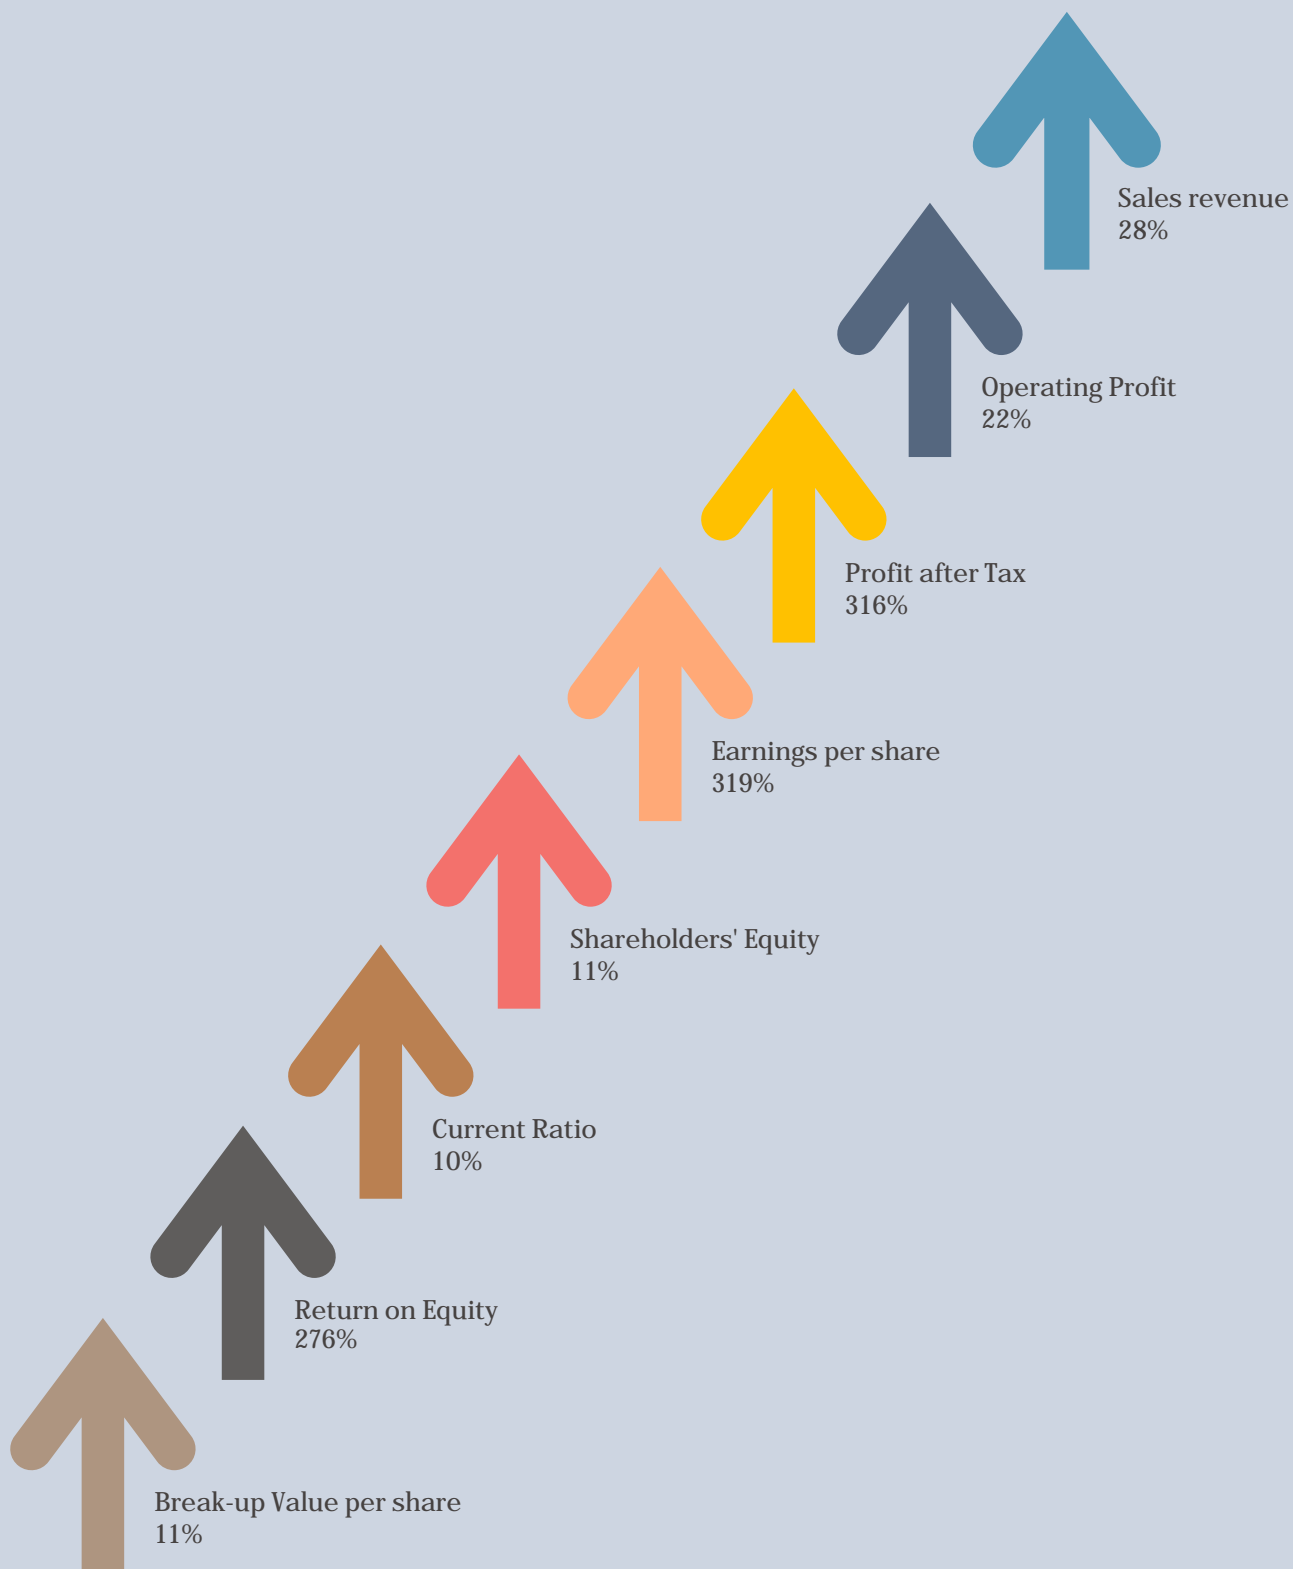 Sales revenue
28%
Operating Profit
22%
Profit after Tax
316%
Earnings per share
319%
Shareholders' Equity
11%
Current Ratio
10%
Return on Equity
276%
Break-up Value per share
11%